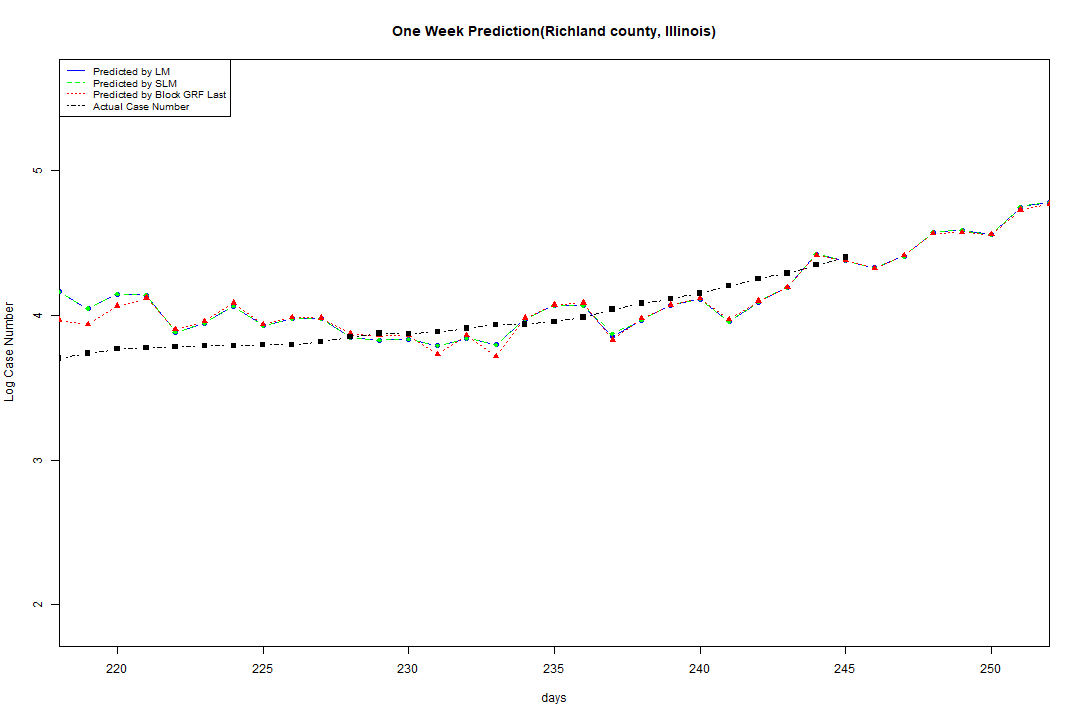 One Week Prediction(Richland county, Illinois)
Predicted by LM
Predicted by SLM
Predicted by Block GRF Last
Actual Case Number
5
4
3
2
Log Case Number
220 225 230 235 240 245 250
days